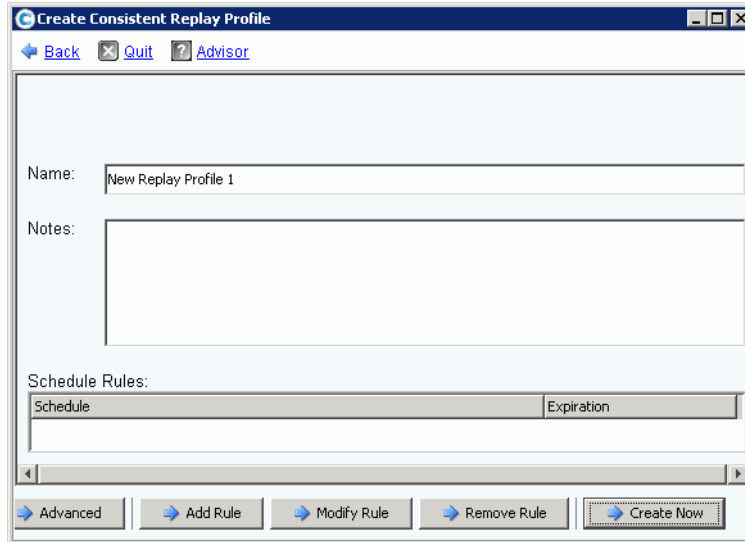 Create Consistent Replay Profile
Back Quit ? Advisor
Name: New Replay Profile 1
Notes:
Schedule Rules:
Schedule Expiration
Advanced Add Rule Modify Rule Remove Rule Create Now